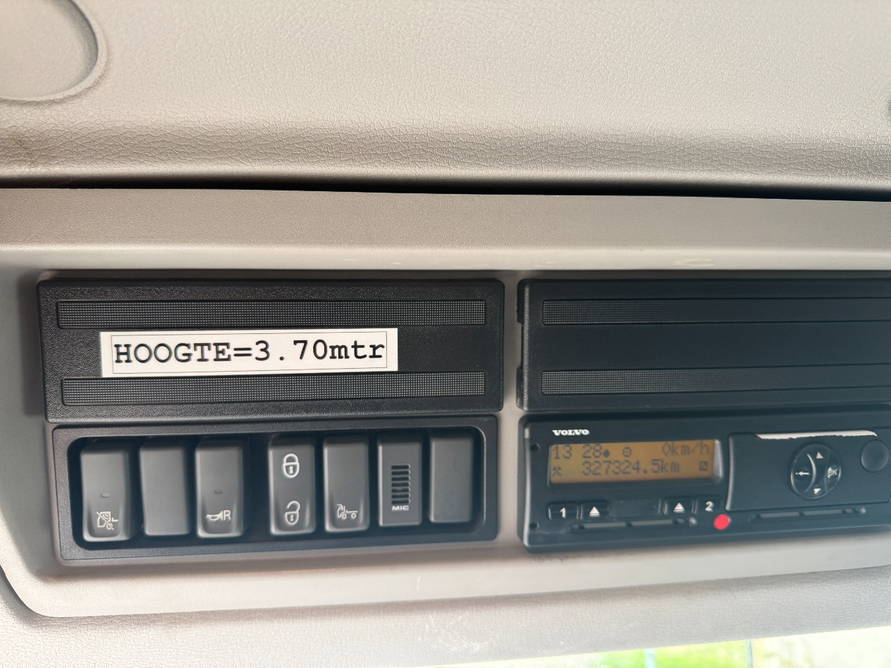 HOOGTE=3.70mtr
VOLVO
13 28 0km/h
327324.5km
R
MIC
1 2